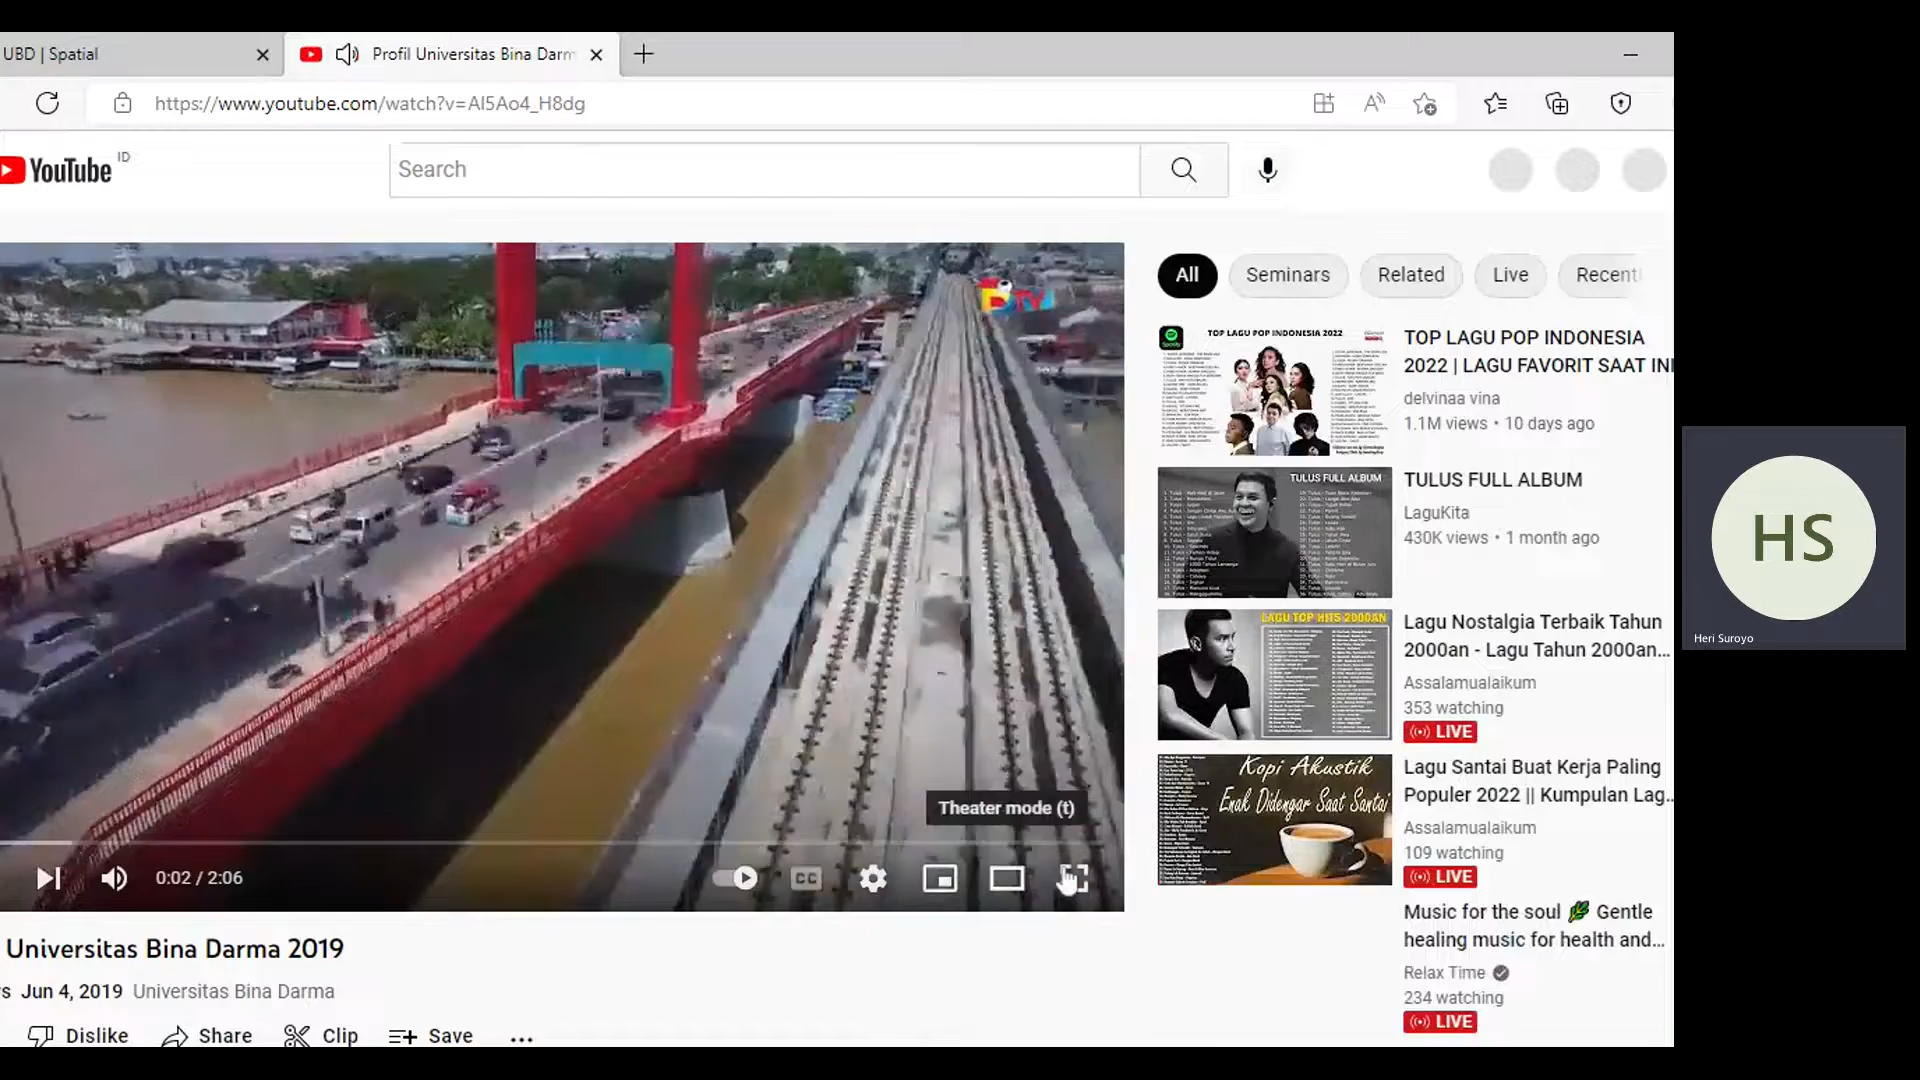 UBD | Spatial
Profil Universitas Bina Darm
https://www.youtube.com/watch?v=AI5Ao4_H8dg
YouTube ID
Search
All
Seminars
Related
Live
Recent
TOP LAGU POP INDONESIA 2022
TOP LAGU POP INDONESIA
2022 | LAGU FAVORIT SAAT INI
delvinaa vina
1.1M views • 10 days ago
TULUS FULL ALBUM
TULUS FULL ALBUM
LaguKita
430K views • 1 month ago
LAGU TOP HITS 2000AN
Lagu Nostalgia Terbaik Tahun
2000an - Lagu Tahun 2000an...
Assalamualaikum
353 watching
LIVE
Kopi Akustik
Enak Didengar Saat Santai
Lagu Santai Buat Kerja Paling
Populer 2022 || Kumpulan Lag...
Assalamualaikum
109 watching
LIVE
Music for the soul 🌿 Gentle
healing music for health and...
Relax Time
234 watching
LIVE
Theater mode (t)
0:02 / 2:06
CC
Universitas Bina Darma 2019
s Jun 4, 2019 Universitas Bina Darma
Dislike
Share
Clip
Save
...
HS
Heri Suroyo